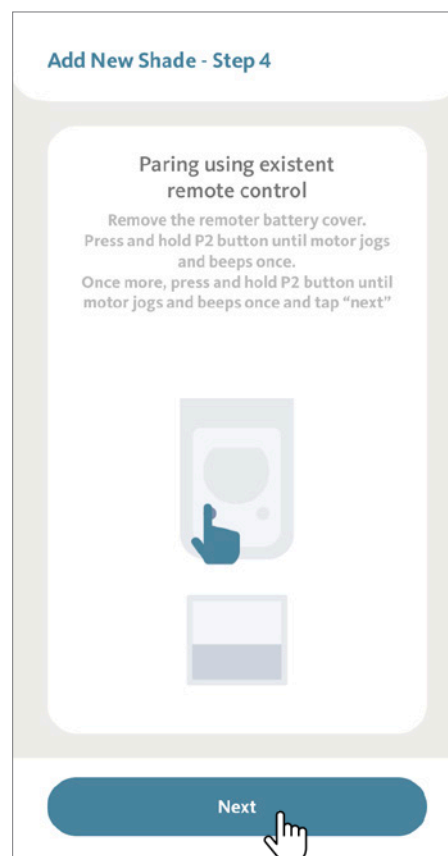 Add New Shade - Step 4
Paring using existent
remote control
Remove the remoter battery cover.
Press and hold P2 button until motor jogs
and beeps once.
Once more, press and hold P2 button until
motor jogs and beeps once and tap “next”
Next